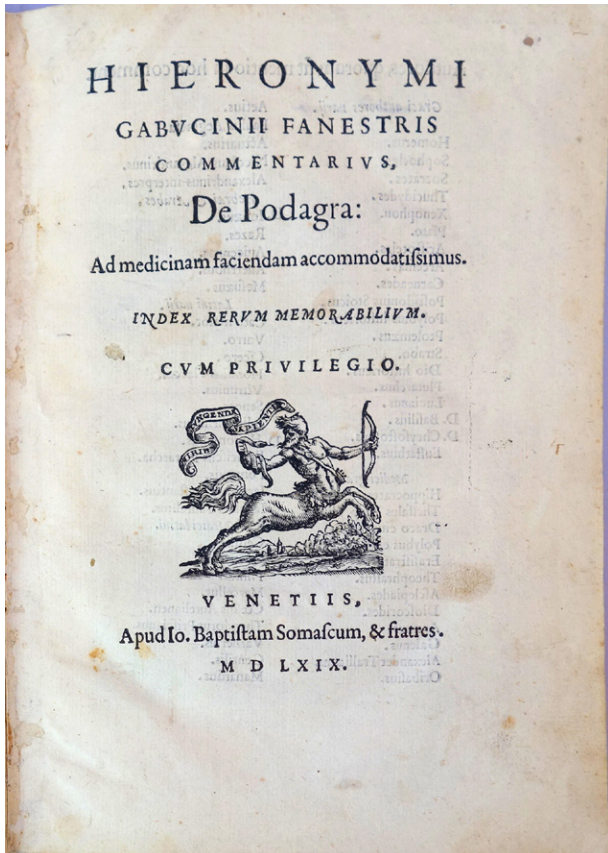 HIERONYMI
GABVCINII FANESTRIS
COMMENTARIVS,
De Podagra:
Ad medicinam faciendam accommodatiſsimus.
INDEX RERVM MEMORABILIVM.
CVM PRIVILEGIO.
VENETIIS,
Apud Io. Baptiſtam Somaſcum, & fratres.
M D LXIX.